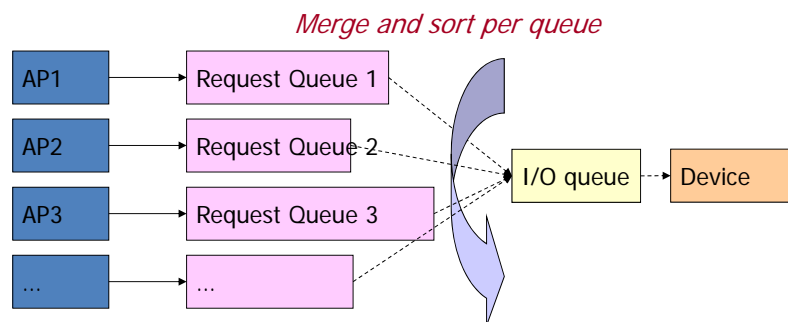 Merge and sort per queue
AP1
Request Queue 1
AP2
Request Queue 2
I/O queue
Device
AP3
Request Queue 3
...
...